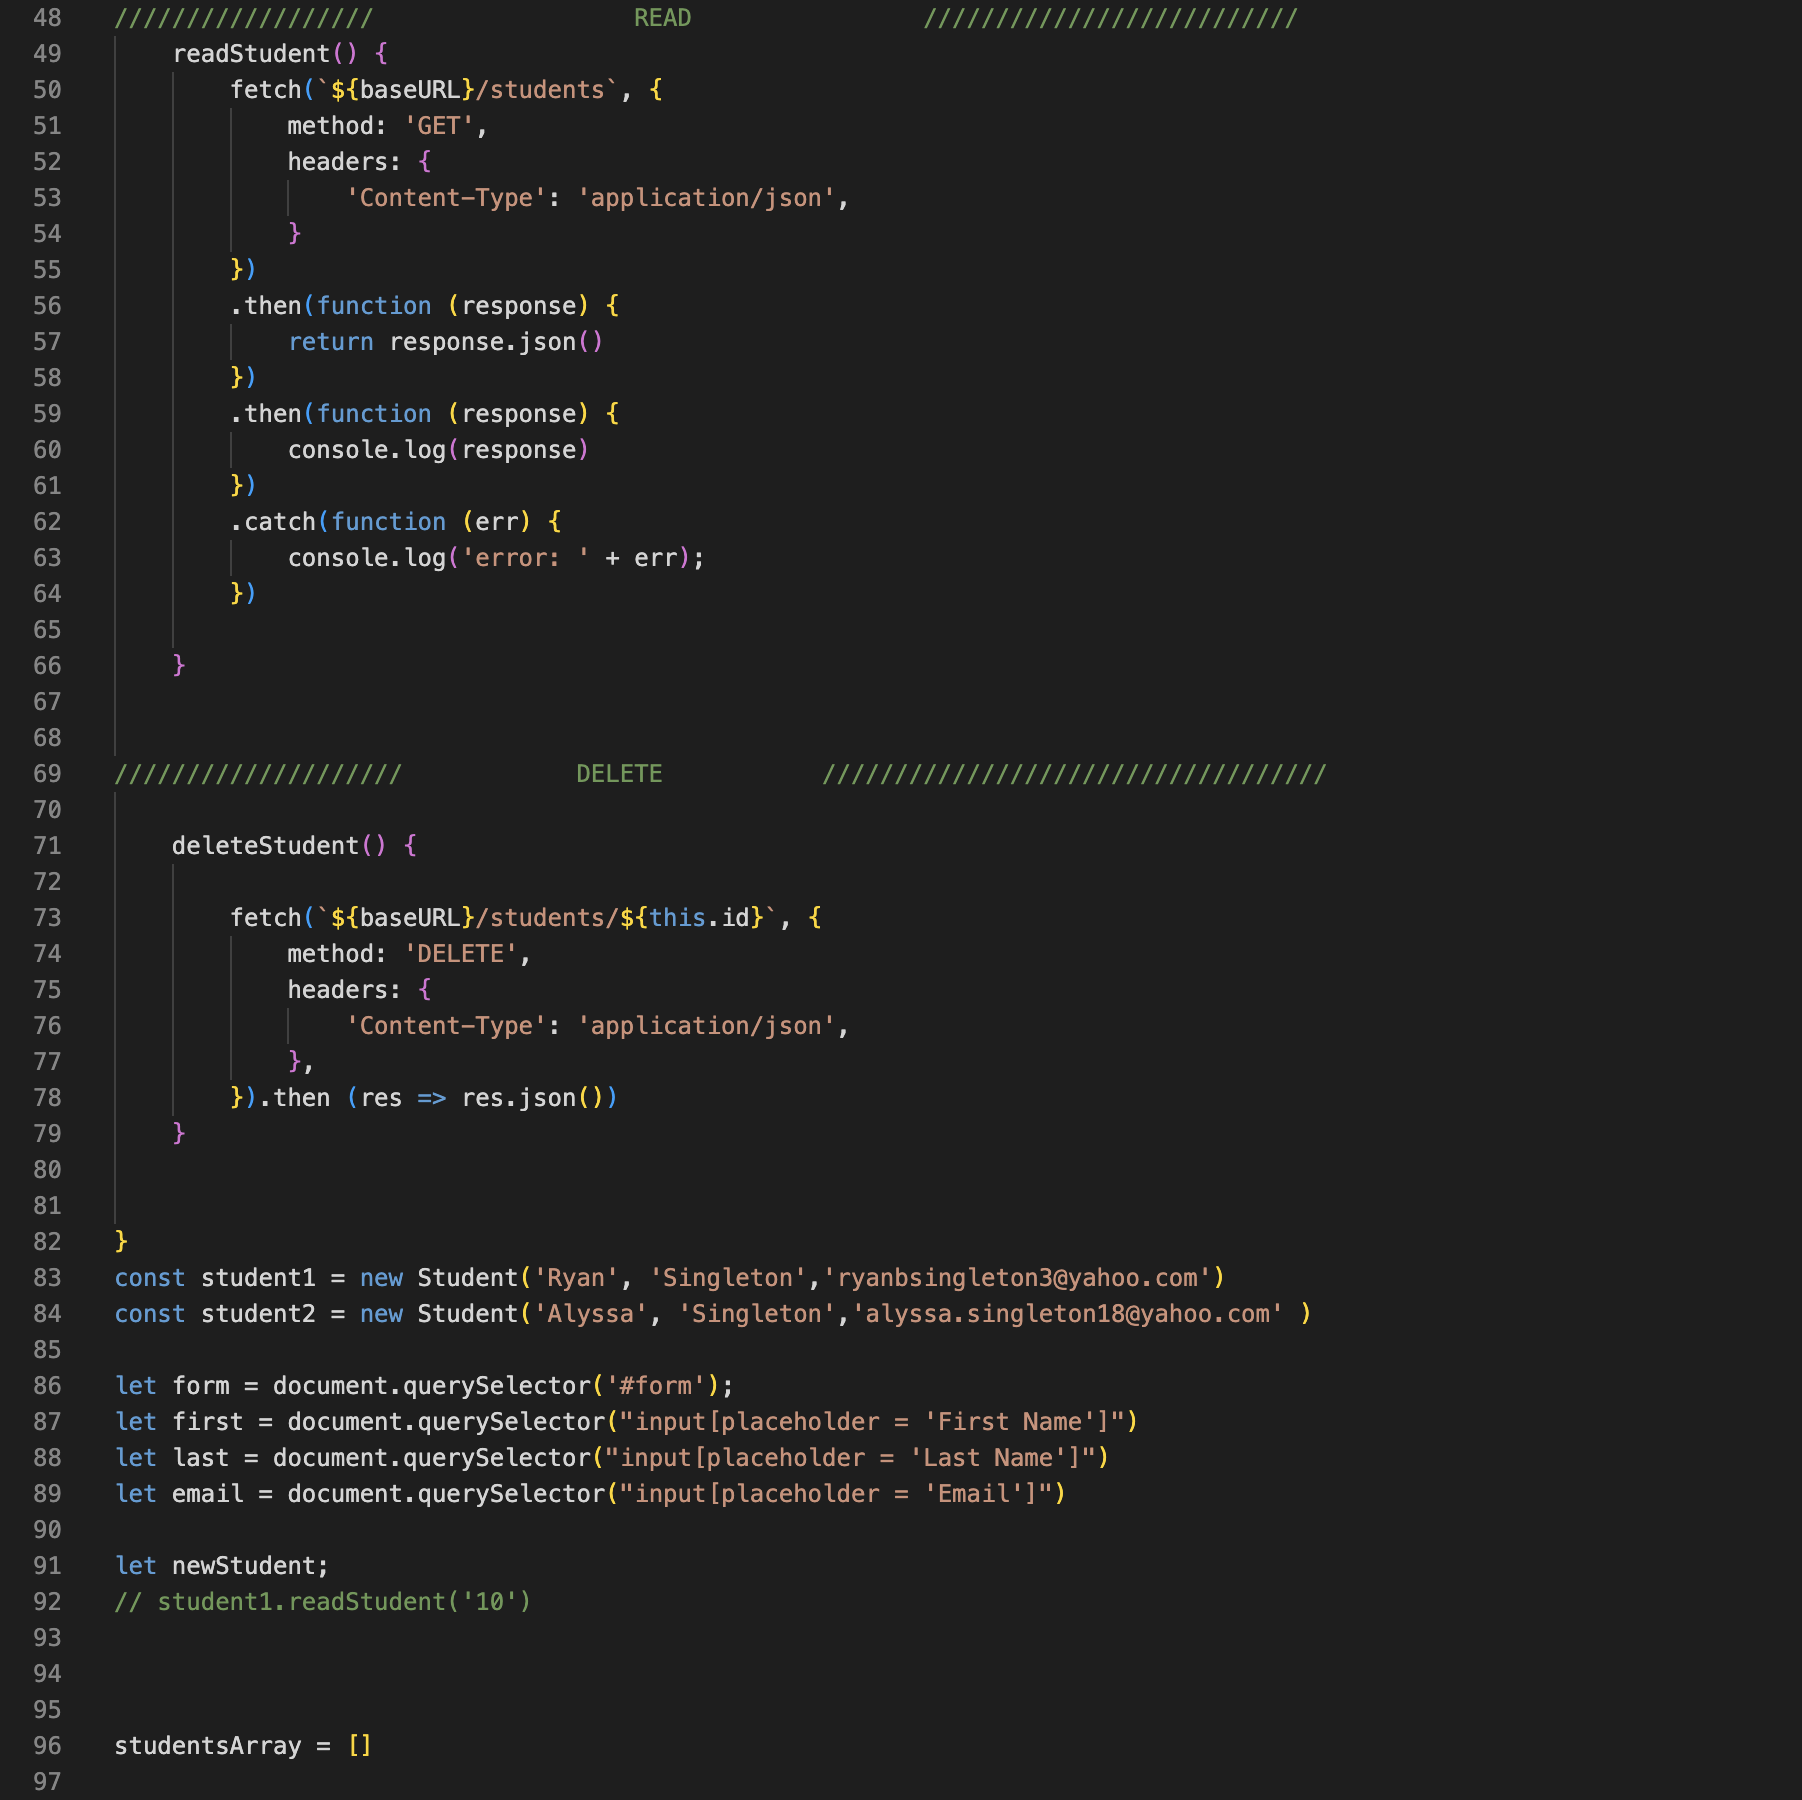 48 ////////////////// READ //////////////////////////
49 readStudent() {
50 fetch(`${baseURL}/students`, {
51 method: 'GET',
52 headers: {
53 'Content-Type': 'application/json',
54 }
55 })
56 .then(function (response) {
57 return response.json()
58 })
59 .then(function (response) {
60 console.log(response)
61 })
62 .catch(function (err) {
63 console.log('error: ' + err);
64 })
65
66 }
67
68
69 //////////////////// DELETE ///////////////////////////////////
70
71 deleteStudent() {
72
73 fetch(`${baseURL}/students/${this.id}`, {
74 method: 'DELETE',
75 headers: {
76 'Content-Type': 'application/json',
77 },
78 }).then (res => res.json())
79 }
80
81
82 }
83 const student1 = new Student('Ryan', 'Singleton','ryanbsingleton3@yahoo.com')
84 const student2 = new Student('Alyssa', 'Singleton','alyssa.singleton18@yahoo.com' )
85
86 let form = document.querySelector('#form');
87 let first = document.querySelector("input[placeholder = 'First Name']")
88 let last = document.querySelector("input[placeholder = 'Last Name']")
89 let email = document.querySelector("input[placeholder = 'Email']")
90
91 let newStudent;
92 // student1.readStudent('10')
93
94
95
96 studentsArray = []
97